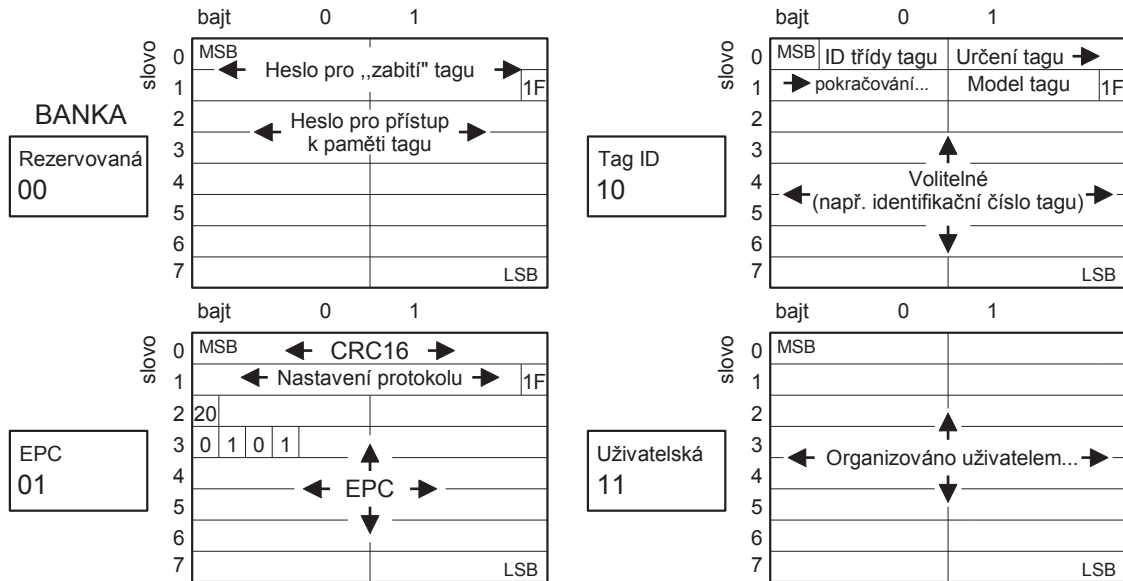 bajt 0 1
slovo
0 MSB
Heslo pro ,,zabití" tagu
1 1F
2
Heslo pro přístup
k paměti tagu
3
4
5
6
7 LSB
BANKA
Rezervovaná
00
bajt 0 1
slovo
0 MSB ID třídy tagu Určení tagu
1 pokračování... Model tagu 1F
2
3
4
Volitelné
(např. identifikační číslo tagu)
5
6
7 LSB
Tag ID
10
bajt 0 1
slovo
0 MSB CRC16
1 Nastavení protokolu 1F
2 20
3 0 1 0 1
4
EPC
5
6
7 LSB
EPC
01
bajt 0 1
slovo
0 MSB
1
2
3
Organizováno uživatelem...
4
5
6
7 LSB
Uživatelská
11